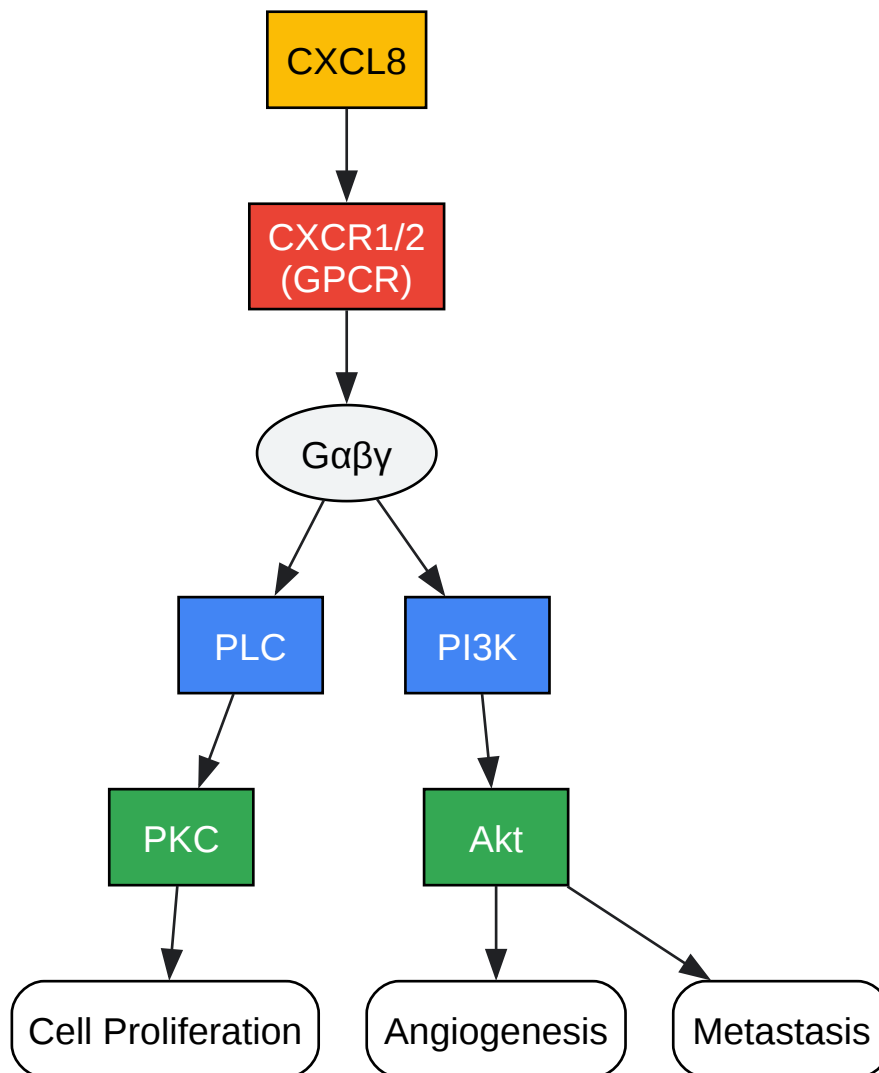 CXCL8
CXCR1/2
(GPCR)
Gαβγ
PLC
PI3K
PKC
Akt
Cell Proliferation
Angiogenesis
Metastasis